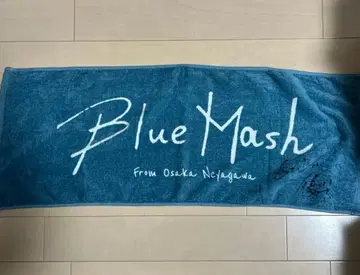 Blue Mash
From Osaka Neyagawa